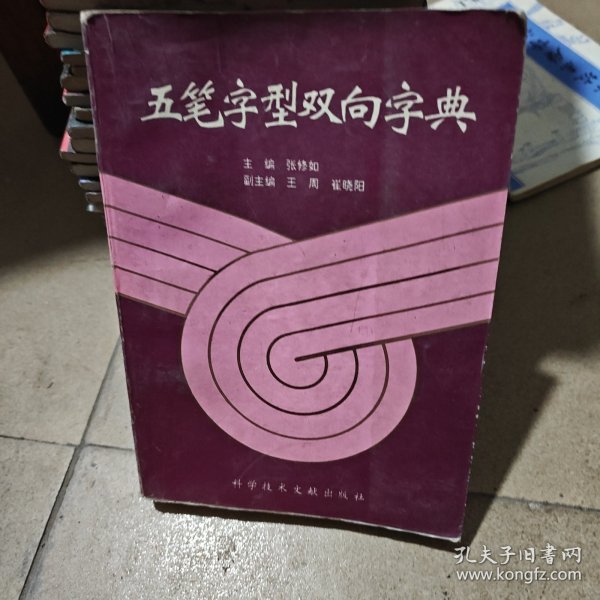 五笔字型双向字典
主 编 张修如
副主编 王 周 崔晓阳
科学技术文献出版社
孔夫子旧书网
www.kongfz.com